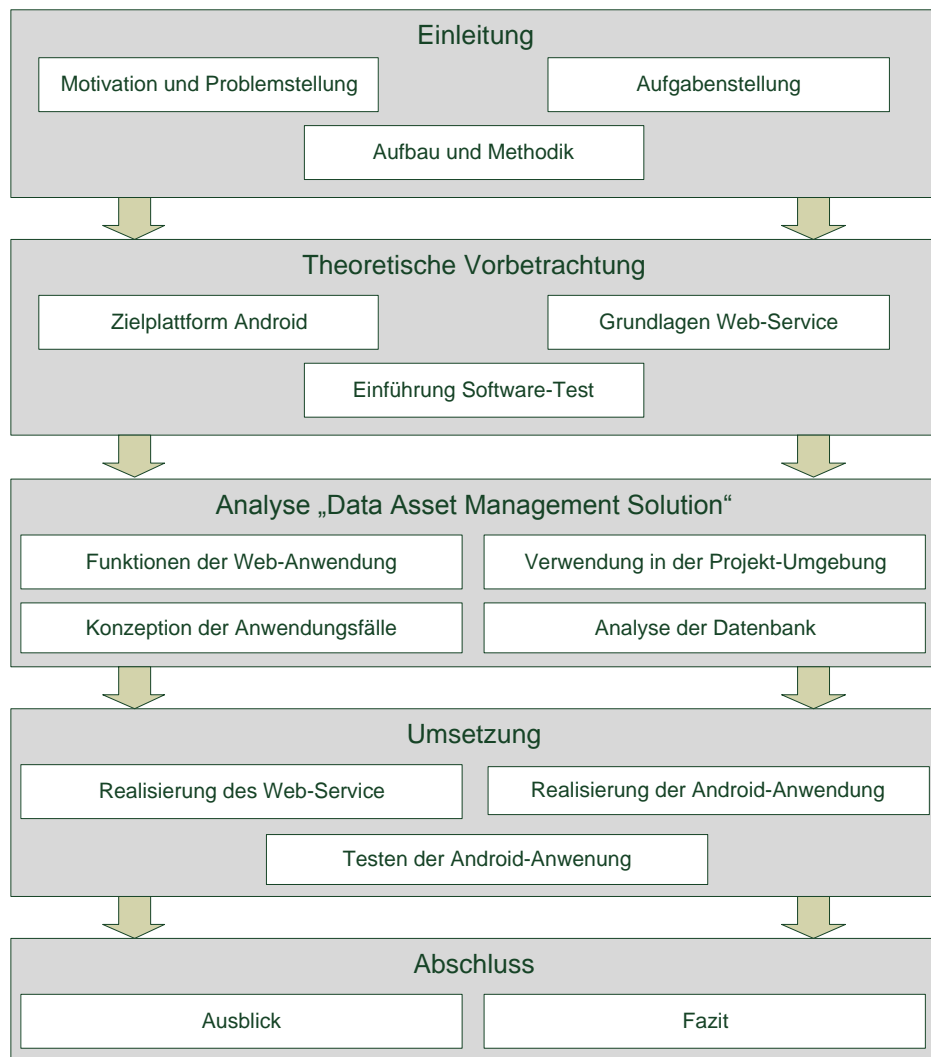 Einleitung
Motivation und Problemstellung
Aufgabenstellung
Aufbau und Methodik
Theoretische Vorbetrachtung
Zielplattform Android
Grundlagen Web-Service
Einführung Software-Test
Analyse „Data Asset Management Solution“
Funktionen der Web-Anwendung
Verwendung in der Projekt-Umgebung
Konzeption der Anwendungsfälle
Analyse der Datenbank
Umsetzung
Realisierung des Web-Service
Realisierung der Android-Anwendung
Testen der Android-Anwenung
Abschluss
Ausblick
Fazit